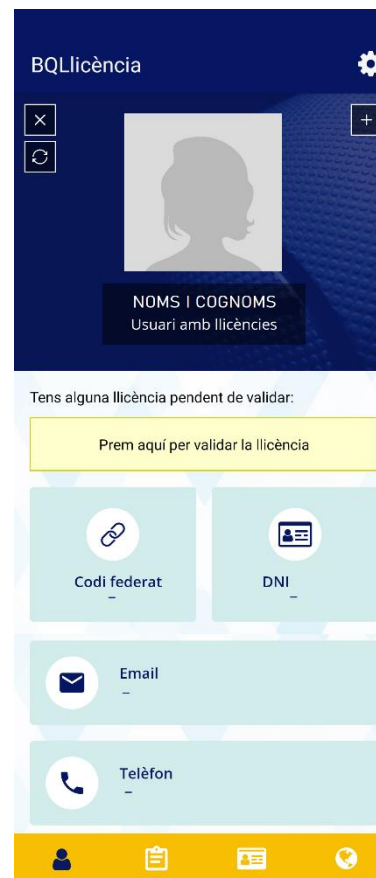 BQLlicència
NOMS I COGNOMS
Usuari amb llicències
Tens alguna llicència pendent de validar:
Prem aquí per validar la llicència
Codi federat
–
DNI
–
Email
–
Telèfon
–